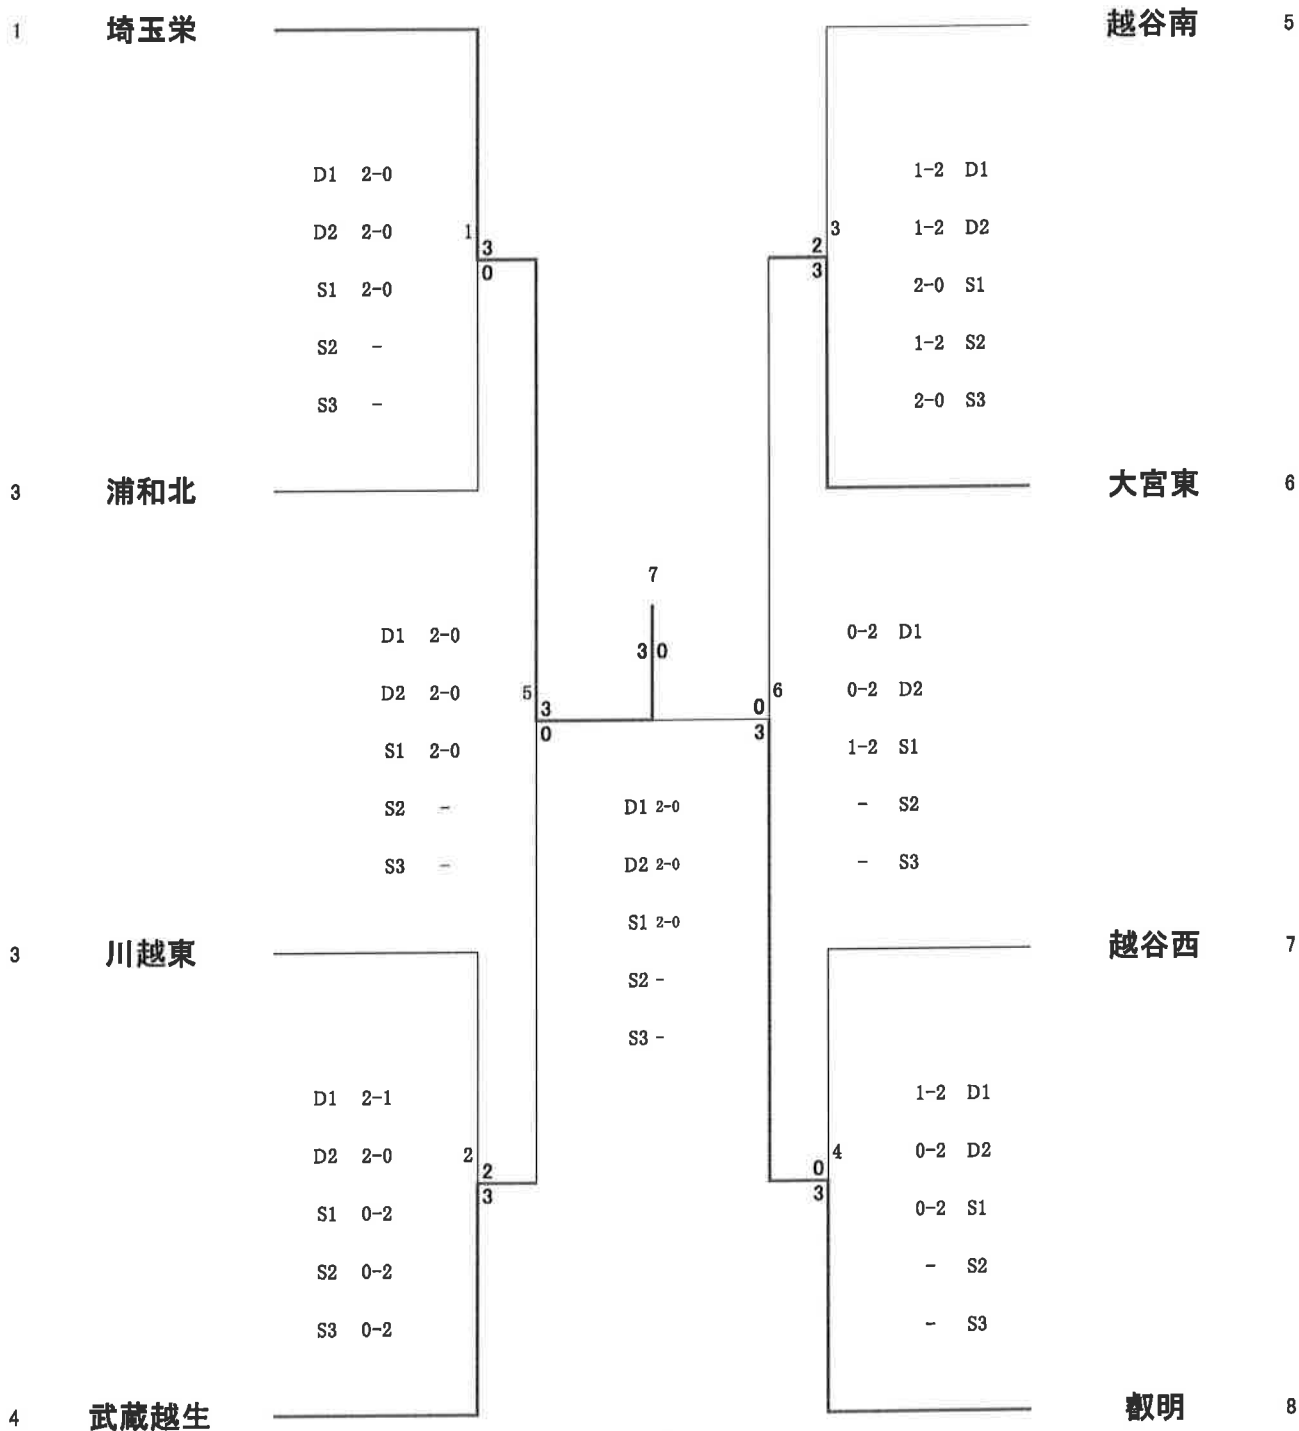 1 埼玉栄
越谷南 5
D1 2-0
D2 2-0
S1 2-0
S2 -
S3 -
1
3
0
1-2 D1
1-2 D2
2-0 S1
1-2 S2
2-0 S3
3
2
3
3 浦和北
大宮東 6
7
3 0
D1 2-0
D2 2-0
S1 2-0
S2 -
S3 -
5
3
0
0-2 D1
0-2 D2
1-2 S1
- S2
- S3
6
0
3
D1 2-0
D2 2-0
S1 2-0
S2 -
S3 -
3 川越東
越谷西 7
D1 2-1
D2 2-0
S1 0-2
S2 0-2
S3 0-2
2
2
3
1-2 D1
0-2 D2
0-2 S1
- S2
- S3
4
0
3
4 武蔵越生
叡明 8